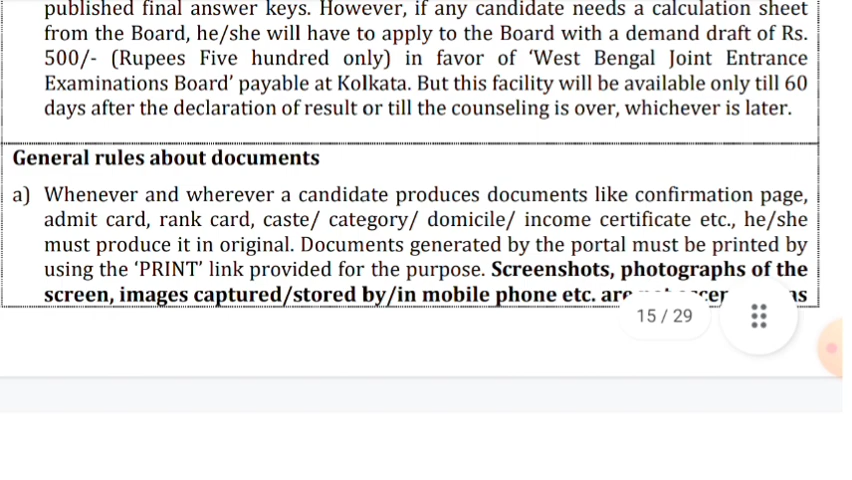 published final answer keys. However, if any candidate needs a calculation sheet
from the Board, he/she will have to apply to the Board with a demand draft of Rs.
500/- (Rupees Five hundred only) in favor of ‘West Bengal Joint Entrance
Examinations Board’ payable at Kolkata. But this facility will be available only till 60
days after the declaration of result or till the counseling is over, whichever is later.
General rules about documents
a) Whenever and wherever a candidate produces documents like confirmation page,
admit card, rank card, caste/ category/ domicile/ income certificate etc., he/she
must produce it in original. Documents generated by the portal must be printed by
using the ‘PRINT’ link provided for the purpose. Screenshots, photographs of the
screen, images captured/stored by/in mobile phone etc. are
15 / 29